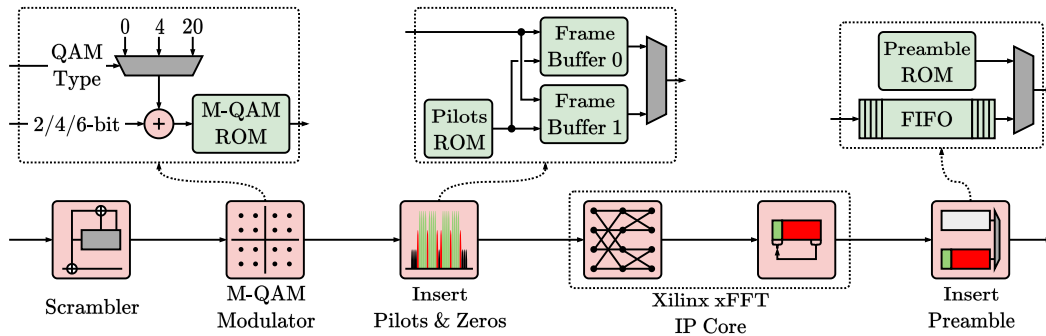 0 4 20
QAM
Type
2/4/6-bit
+
M-QAM
ROM
Frame
Buffer 0
Frame
Buffer 1
Pilots
ROM
Preamble
ROM
FIFO
Scrambler
M-QAM
Modulator
Insert
Pilots & Zeros
Xilinx xFFT
IP Core
Insert
Preamble